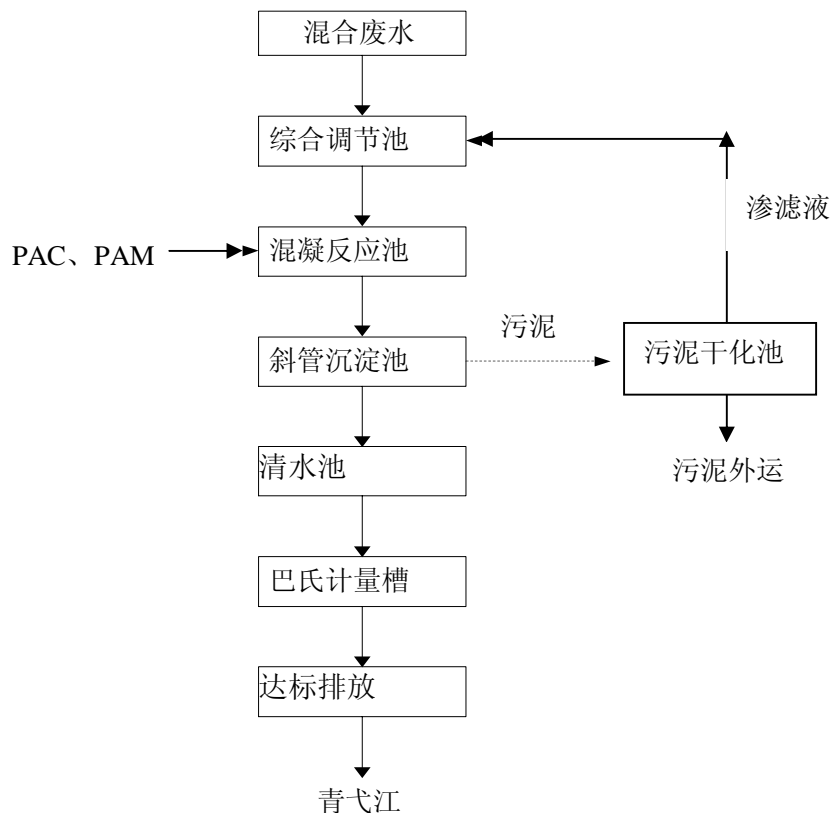 混合废水
综合调节池
渗滤液
PAC、PAM
混凝反应池
污泥
斜管沉淀池
污泥干化池
清水池
污泥外运
巴氏计量槽
达标排放
青弋江